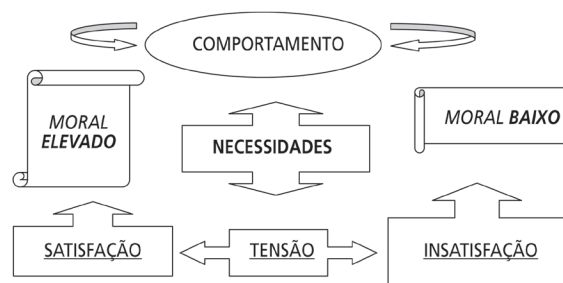 COMPORTAMENTO
MORAL
ELEVADO
NECESSIDADES
MORAL BAIXO
SATISFAÇÃO
TENSÃO
INSATISFAÇÃO